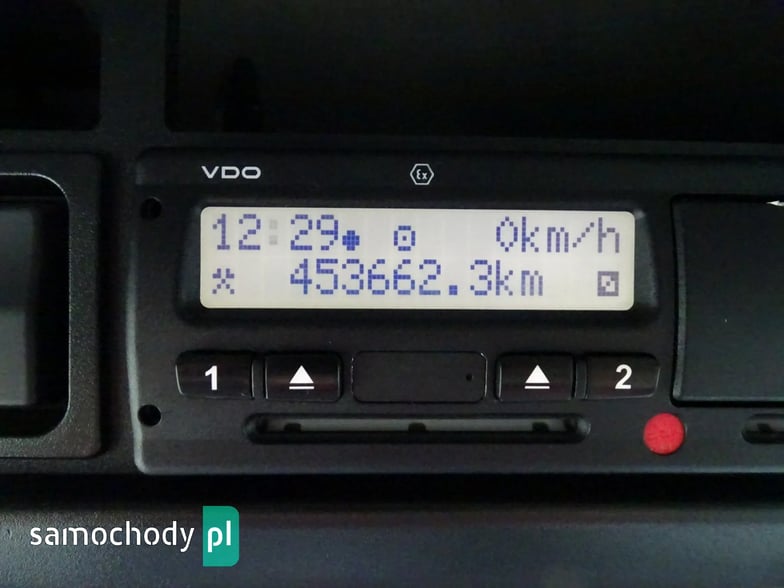 VDO Ex
12:29 0km/h
453662.3km
1 2
samochody pl